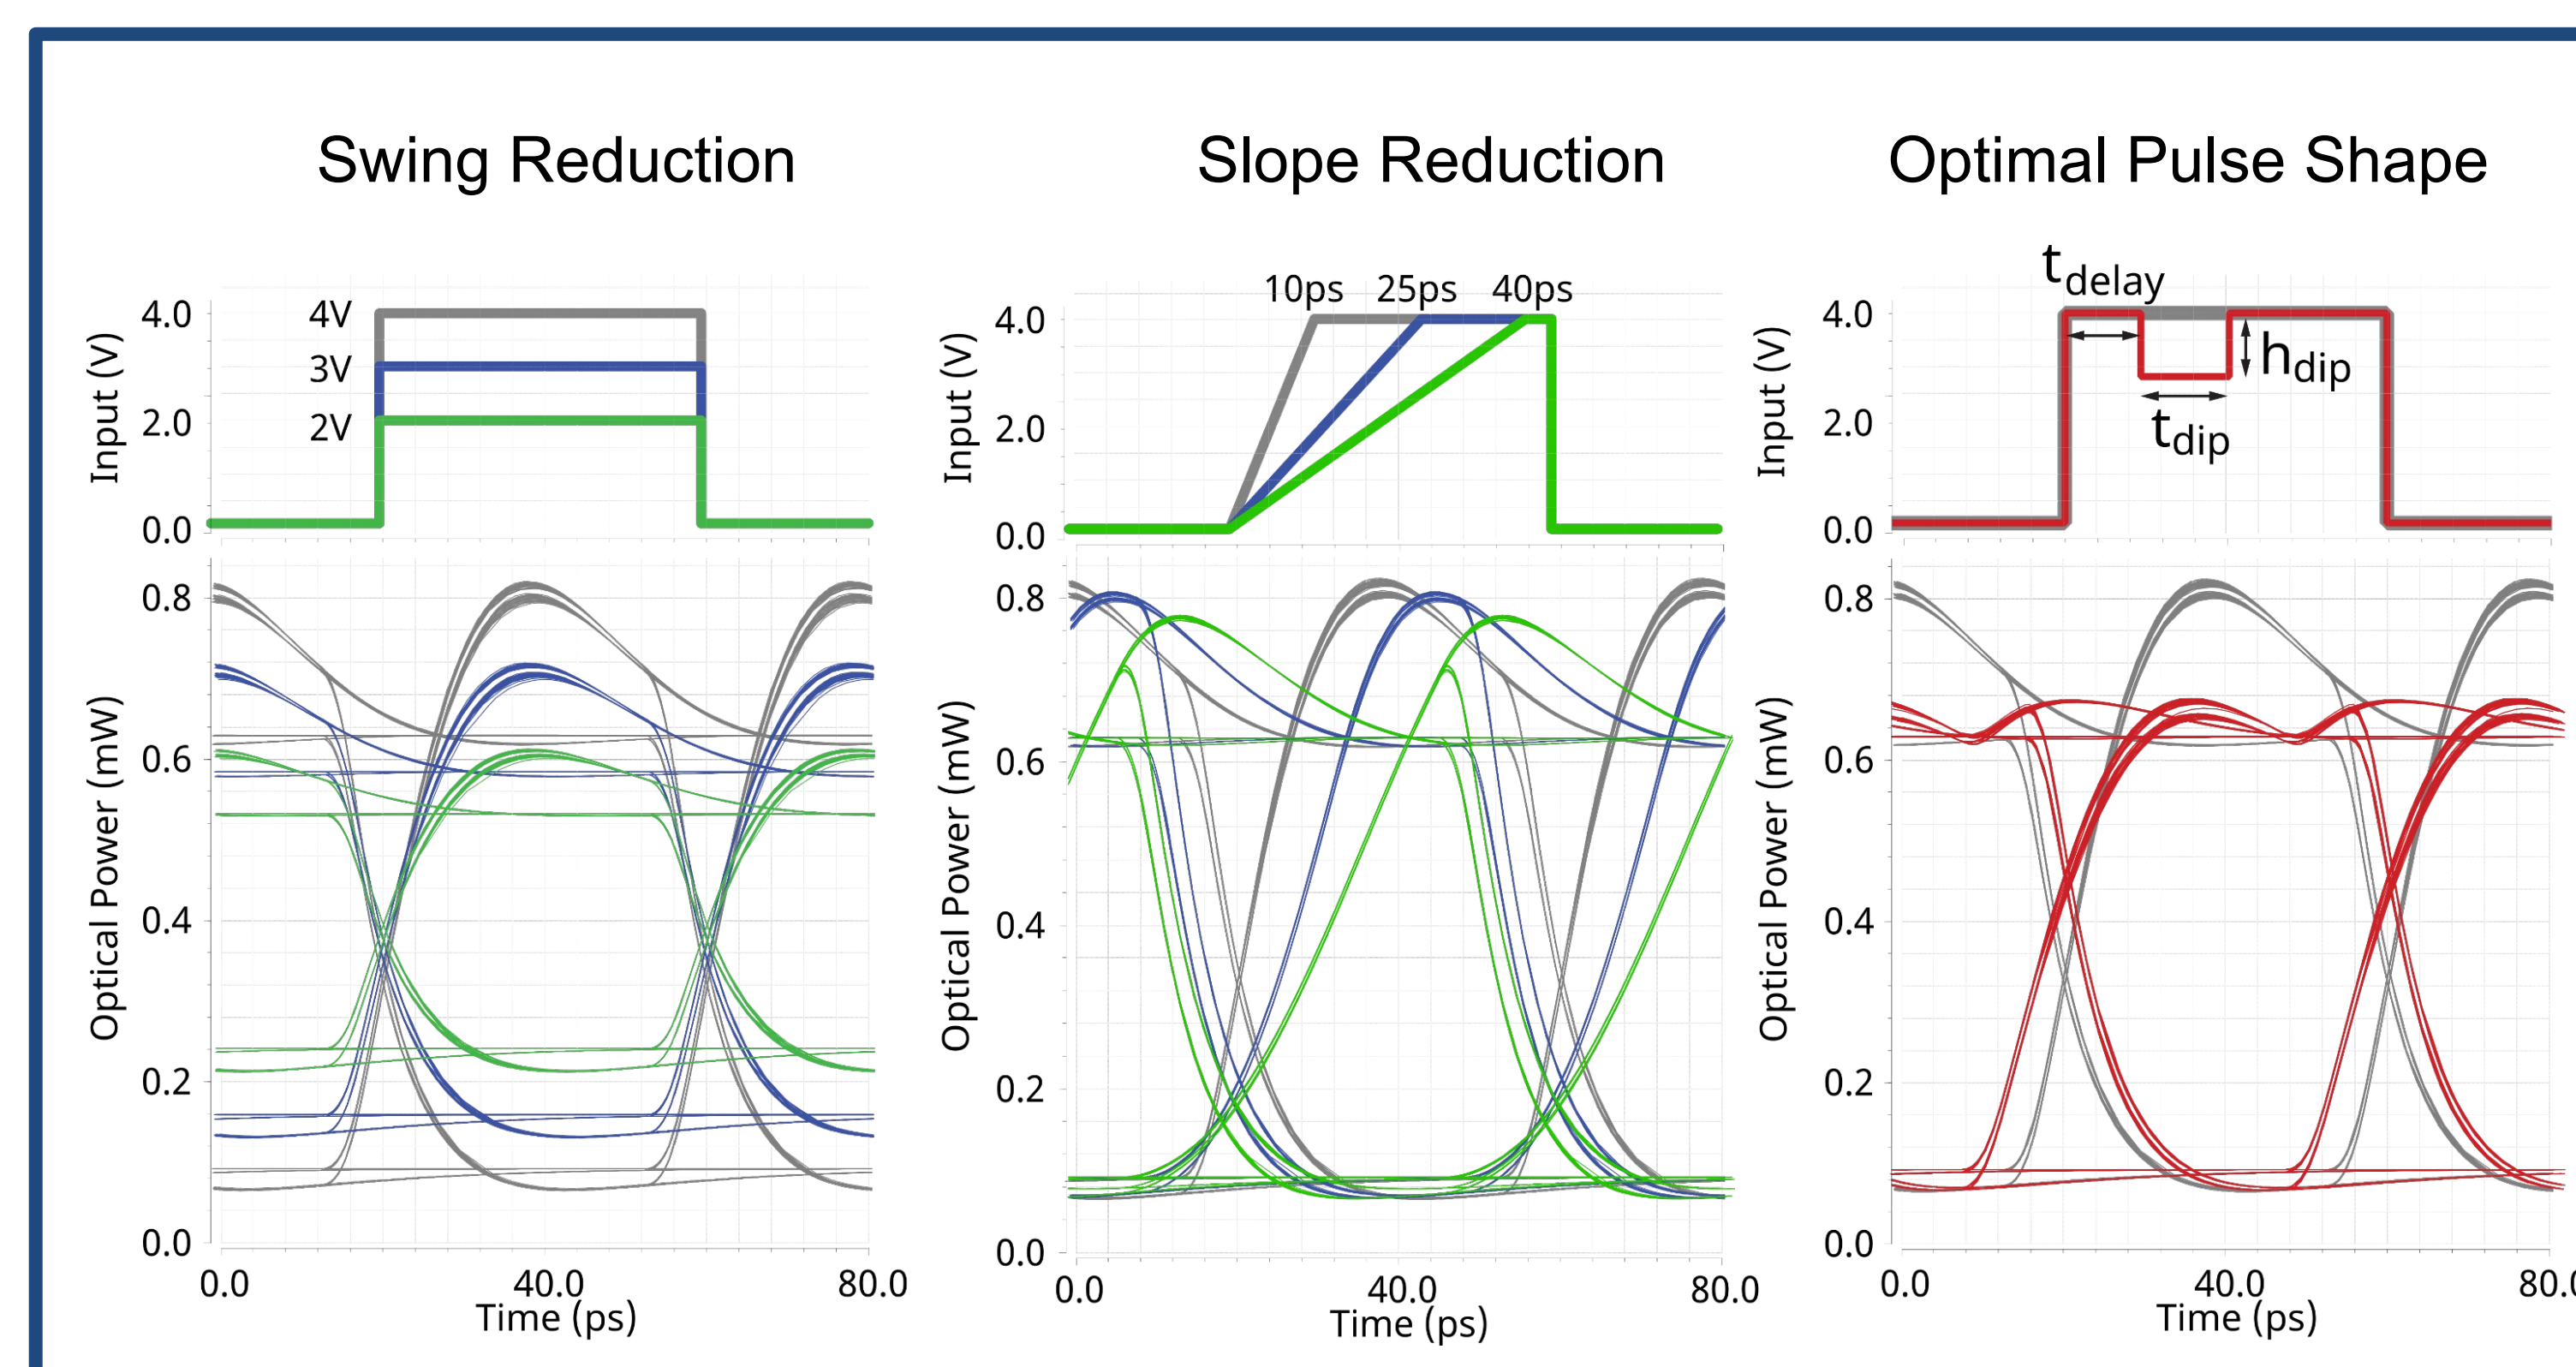 Swing Reduction
Slope Reduction
Optimal Pulse Shape
4.0
2.0
0.0
Input (V)
4V
3V
2V
0.8
0.6
0.4
0.2
0.0
Optical Power (mW)
0.0
40.0
80.0
Time (ps)
10ps 25ps 40ps
4.0
2.0
0.0
Input (V)
0.8
0.6
0.4
0.2
0.0
Optical Power (mW)
0.0
40.0
80.0
Time (ps)
tdelay
hdip
tdip
4.0
2.0
0.0
Input (V)
0.8
0.6
0.4
0.2
0.0
Optical Power (mW)
0.0
40.0
80.0
Time (ps)